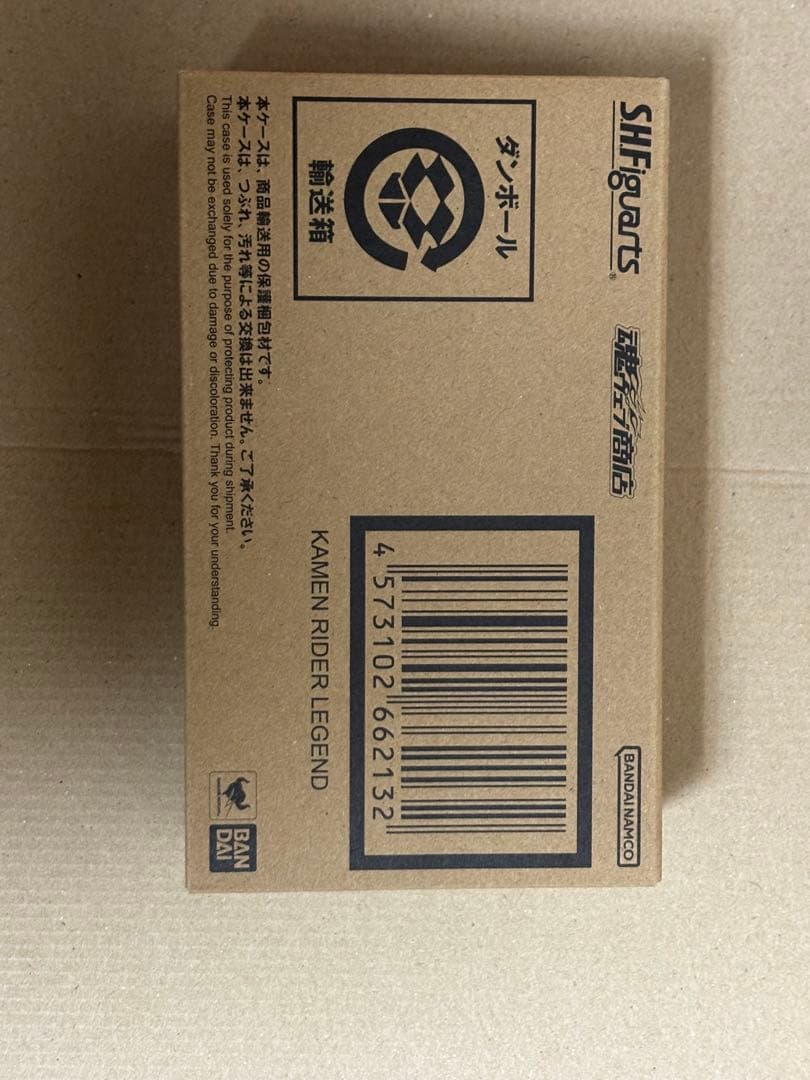 S.H.Figuarts®
魂ウェブ商店
ダンボール
輸送箱
本ケースは、商品輸送用の保護梱包材です。
本ケースは、つぶれ、汚れ等による交換は出来ません。ご了承ください。
This case is used solely for the purpose of protecting product during shipment.
Case may not be exchanged due to damage or discoloration. Thank you for your understanding.
BANDAI NAMCO
4 573102 662132
KAMEN RIDER LEGEND
BAN
DAI